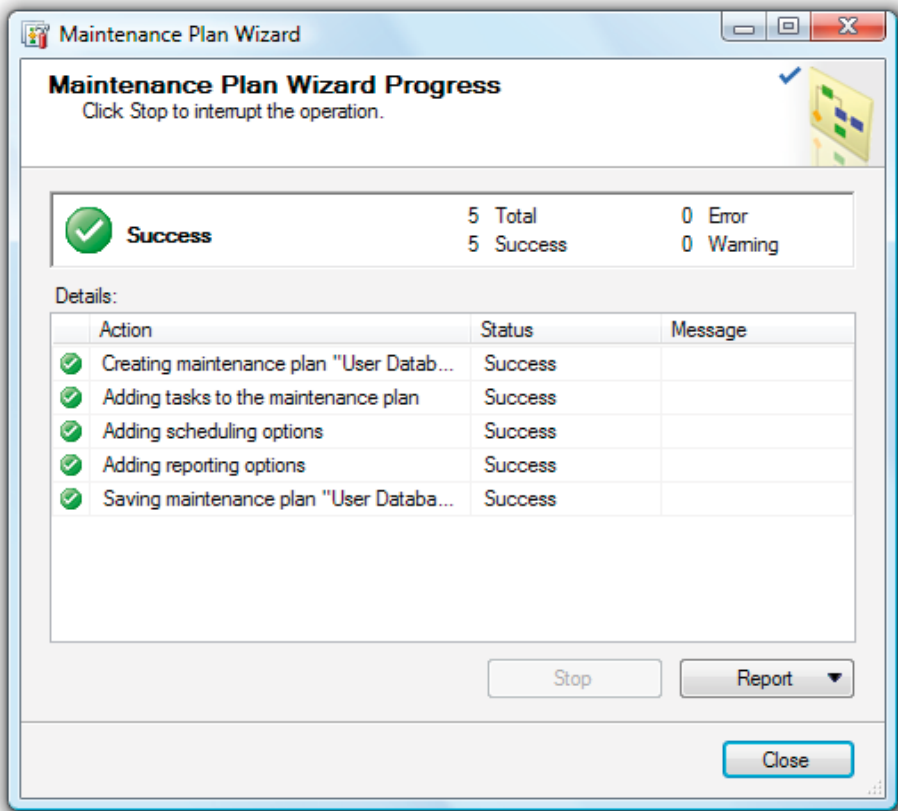 Maintenance Plan Wizard
Maintenance Plan Wizard Progress
Click Stop to interrupt the operation.
Success 5 Total 0 Error
5 Success 0 Warning
Details:
Action Status Message
Creating maintenance plan "User Datab... Success
Adding tasks to the maintenance plan Success
Adding scheduling options Success
Adding reporting options Success
Saving maintenance plan "User Databa... Success
Stop Report
Close